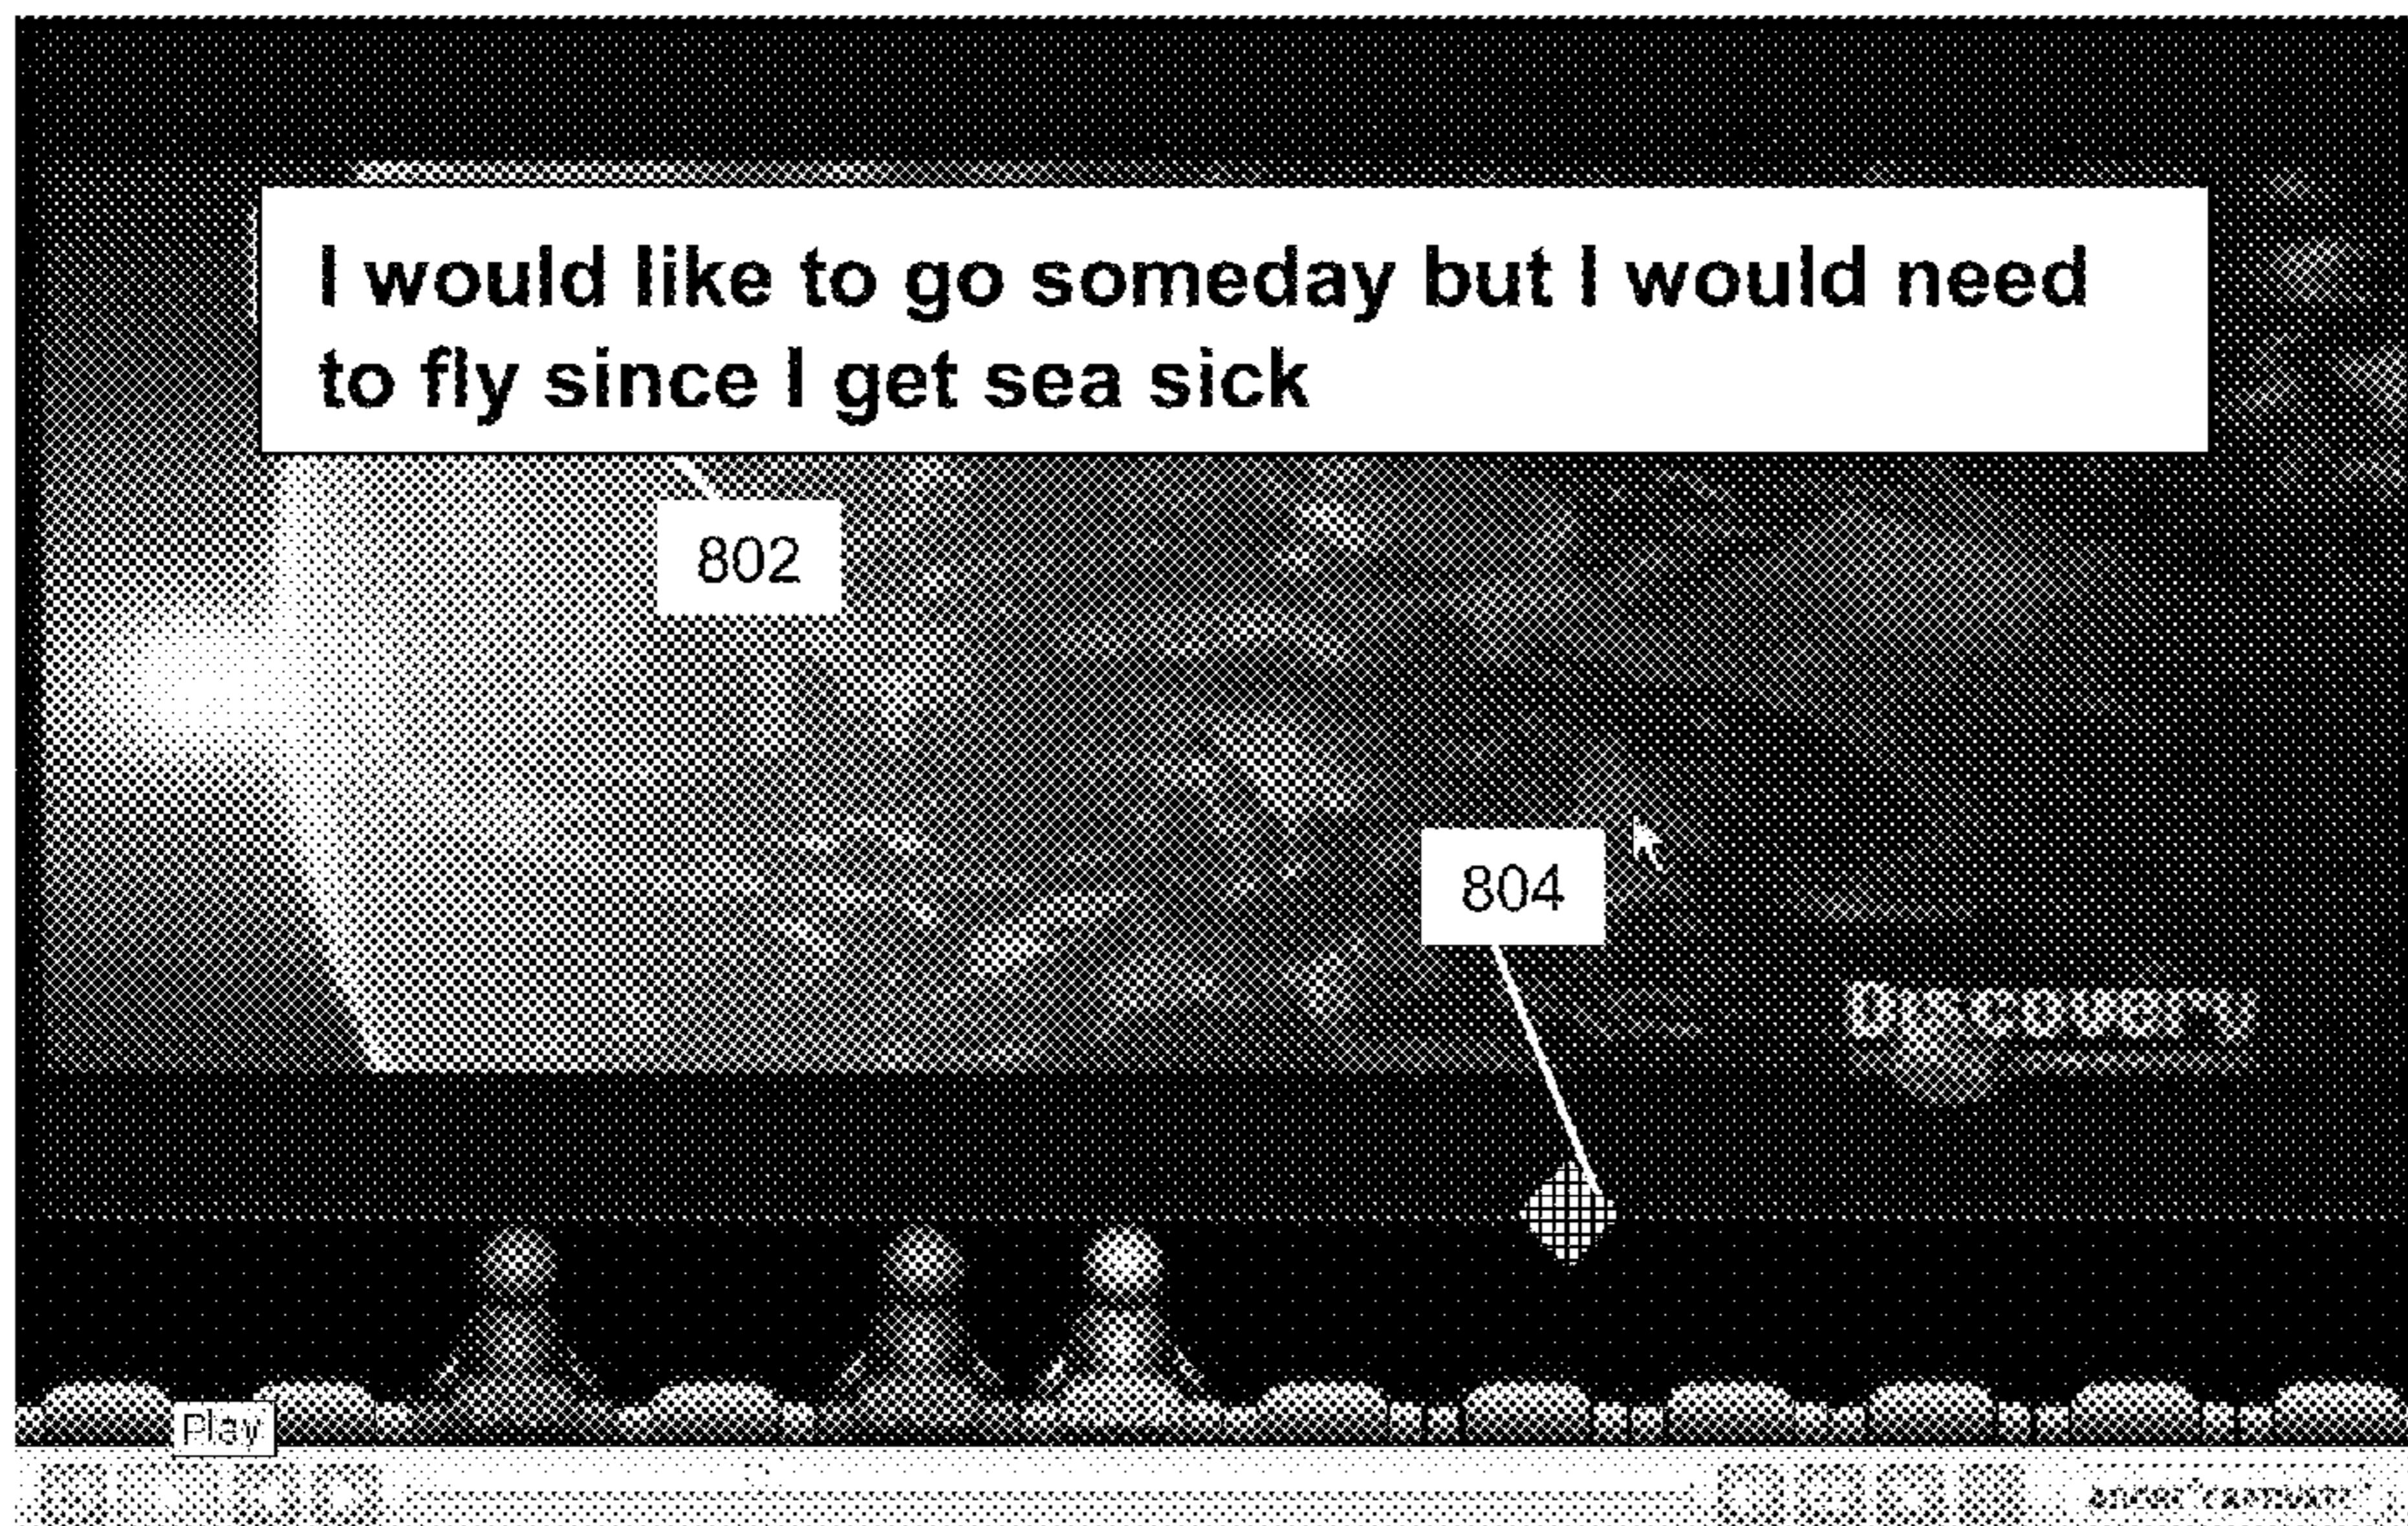 I would like to go someday but I would need
to fly since I get sea sick
802
804
Discovery
Play